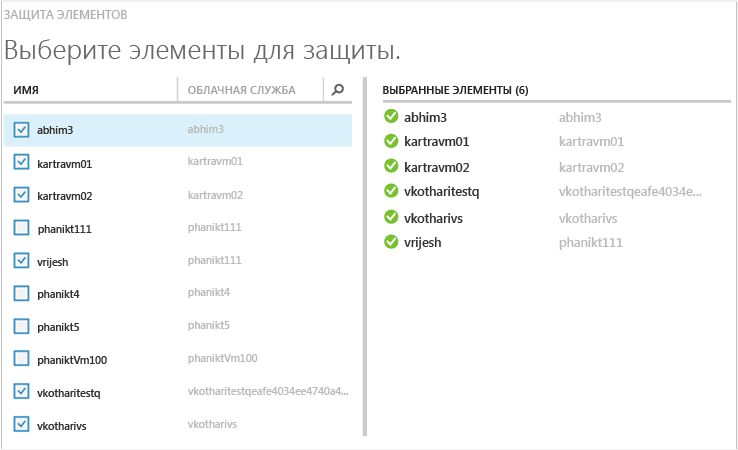 ЗАЩИТА ЭЛЕМЕНТОВ
Выберите элементы для защиты.
ИМЯ ОБЛАЧНАЯ СЛУЖБА
abhim3 abhim3
kartravm01 kartravm01
kartravm02 kartravm02
phanikt111 phanikt111
vrijesh phanikt111
phanikt4 phanikt4
phanikt5 phanikt5
phaniktVm100 phaniktVm100
vkotharitestq vkotharitestqeafe4034ee4740a4...
vkotharivs vkotharivs
ВЫБРАННЫЕ ЭЛЕМЕНТЫ (6)
abhim3 abhim3
kartravm01 kartravm01
kartravm02 kartravm02
vkotharitestq vkotharitestqeafe4034e...
vkotharivs vkotharivs
vrijesh phanikt111